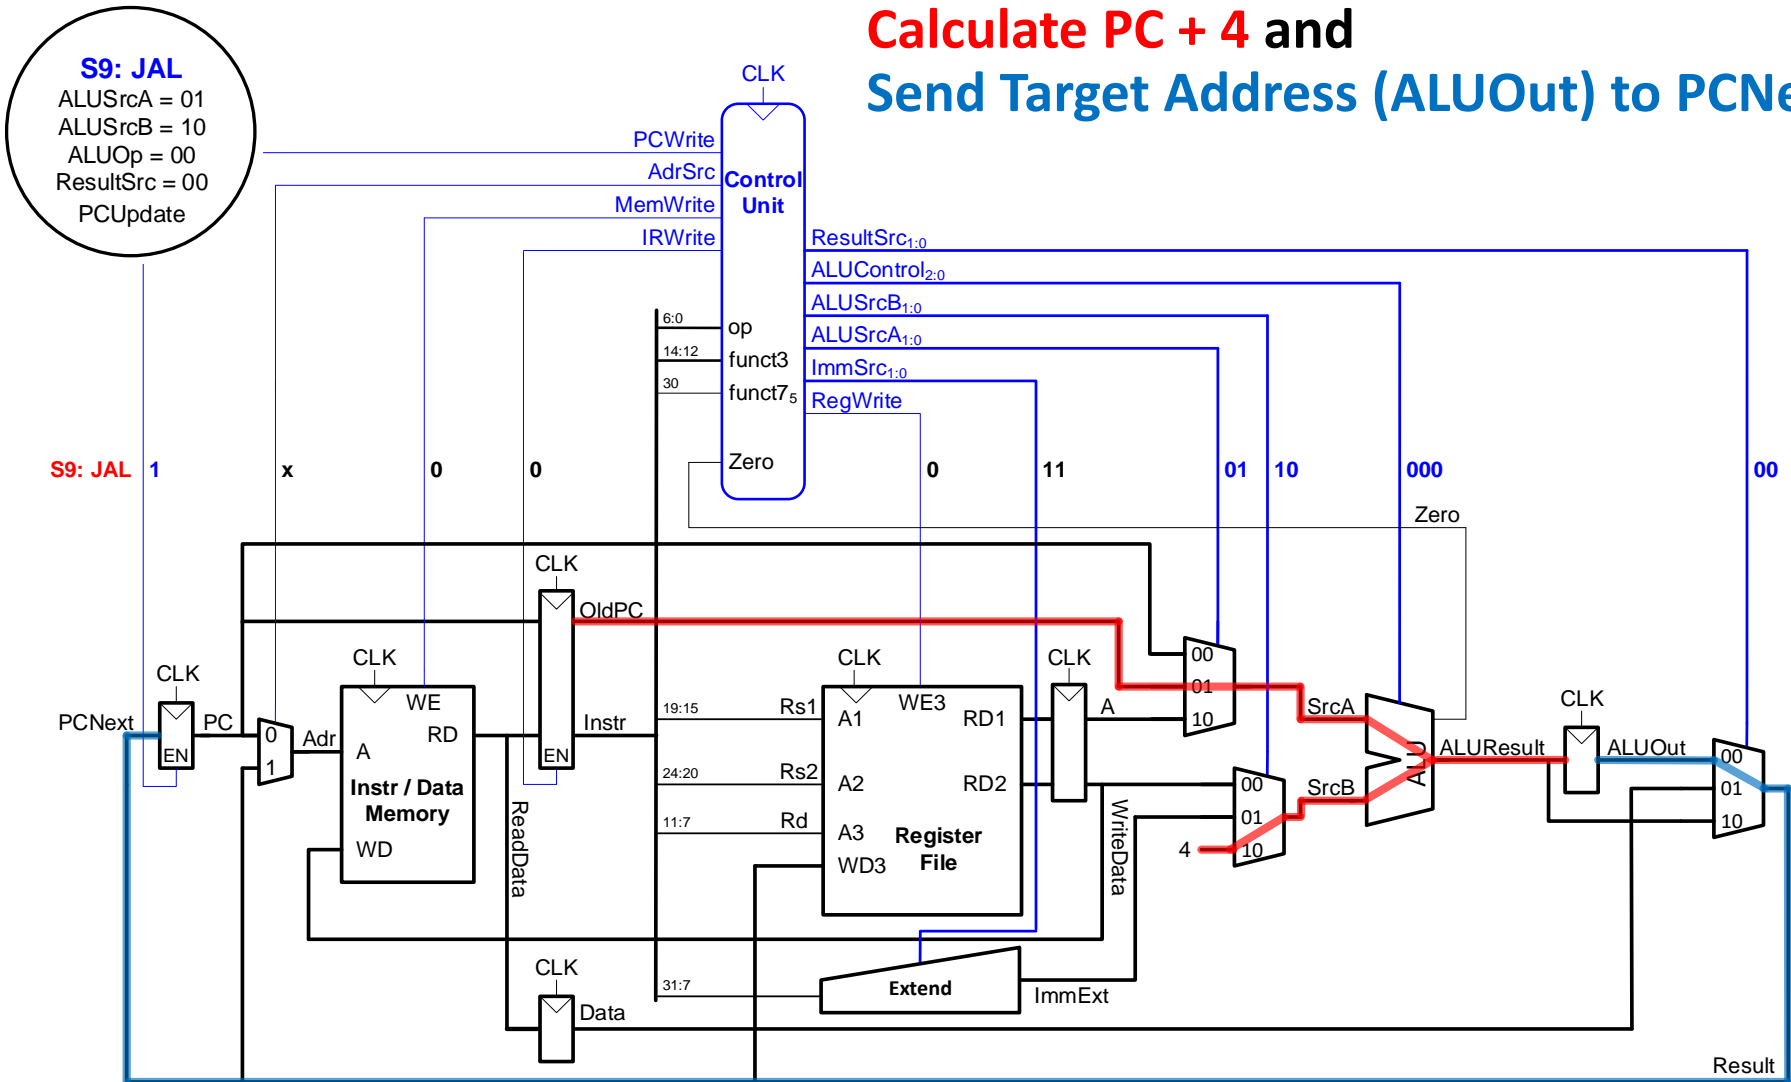 Calculate PC + 4 and
Send Target Address (ALUOut) to PCNe
S9: JAL
ALUSrcA = 01
ALUSrcB = 10
ALUOp = 00
ResultSrc = 00
PCUpdate
CLK
PCWrite
AdrSrc
MemWrite
IRWrite
Control
Unit
ResultSrc1:0
ALUControl2:0
ALUSrcB1:0
ALUSrcA1:0
ImmSrc1:0
RegWrite
6:0 op
14:12 funct3
30 funct75
Zero
S9: JAL 1 x 0 0 0 11 01 10 000 00
Zero
CLK
OldPC
CLK CLK CLK CLK CLK
PCNext PC EN
0
1
Adr
WE
A RD
Instr / Data
Memory
WD
EN
Instr
ReadData
19:15 Rs1 A1 WE3 RD1
24:20 Rs2 A2 RD2
11:7 Rd A3
WD3
Register
File
A
WriteData
00
01
10
SrcA
00
01
4 10
SrcB
ALU
ALUResult
ALUOut
00
01
10
31:7 Extend ImmExt
CLK
Data
Result